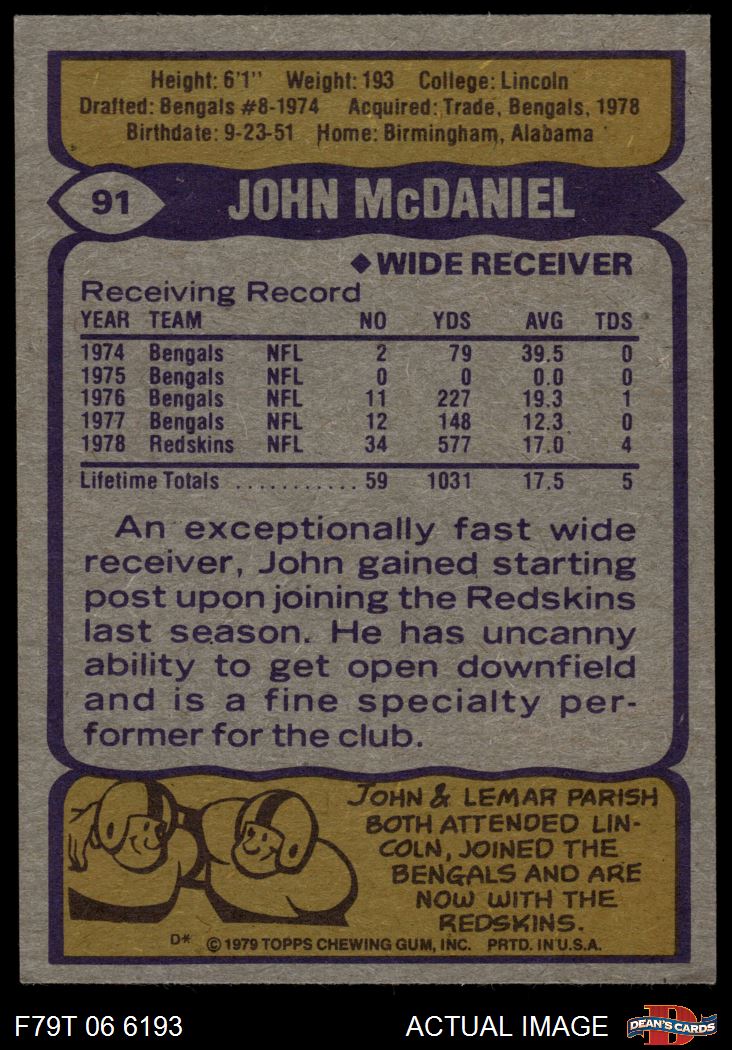 Height: 6'1" Weight: 193 College: Lincoln
Drafted: Bengals #8-1974 Acquired: Trade, Bengals, 1978
Birthdate: 9-23-51 Home: Birmingham, Alabama
91 JOHN McDANIEL
◆ WIDE RECEIVER
Receiving Record
YEAR TEAM NO YDS AVG TDS
1974 Bengals NFL 2 79 39.5 0
1975 Bengals NFL 0 0 0.0 0
1976 Bengals NFL 11 227 19.3 1
1977 Bengals NFL 12 148 12.3 0
1978 Redskins NFL 34 577 17.0 4
Lifetime Totals ........... 59 1031 17.5 5
An exceptionally fast wide
receiver, John gained starting
post upon joining the Redskins
last season. He has uncanny
ability to get open downfield
and is a fine specialty per-
former for the club.
JOHN & LEMAR PARISH
BOTH ATTENDED LIN-
COLN, JOINED THE
BENGALS AND ARE
NOW WITH THE
REDSKINS.
D* © 1979 TOPPS CHEWING GUM, INC. PRTD. IN U.S.A.
F79T 06 6193 ACTUAL IMAGE D DEAN'S CARDS